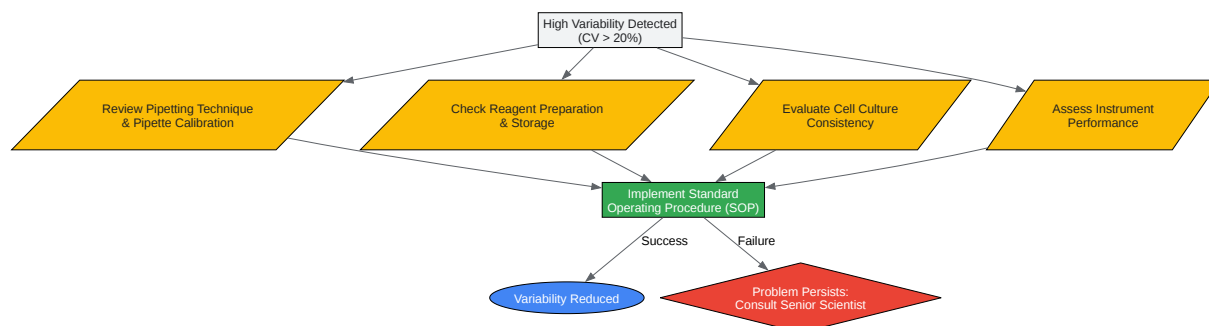 High Variability Detected
(CV > 20%)
Review Pipetting Technique
& Pipette Calibration
Check Reagent Preparation
& Storage
Evaluate Cell Culture
Consistency
Assess Instrument
Performance
Implement Standard
Operating Procedure (SOP)
Success
Failure
Variability Reduced
Problem Persists:
Consult Senior Scientist